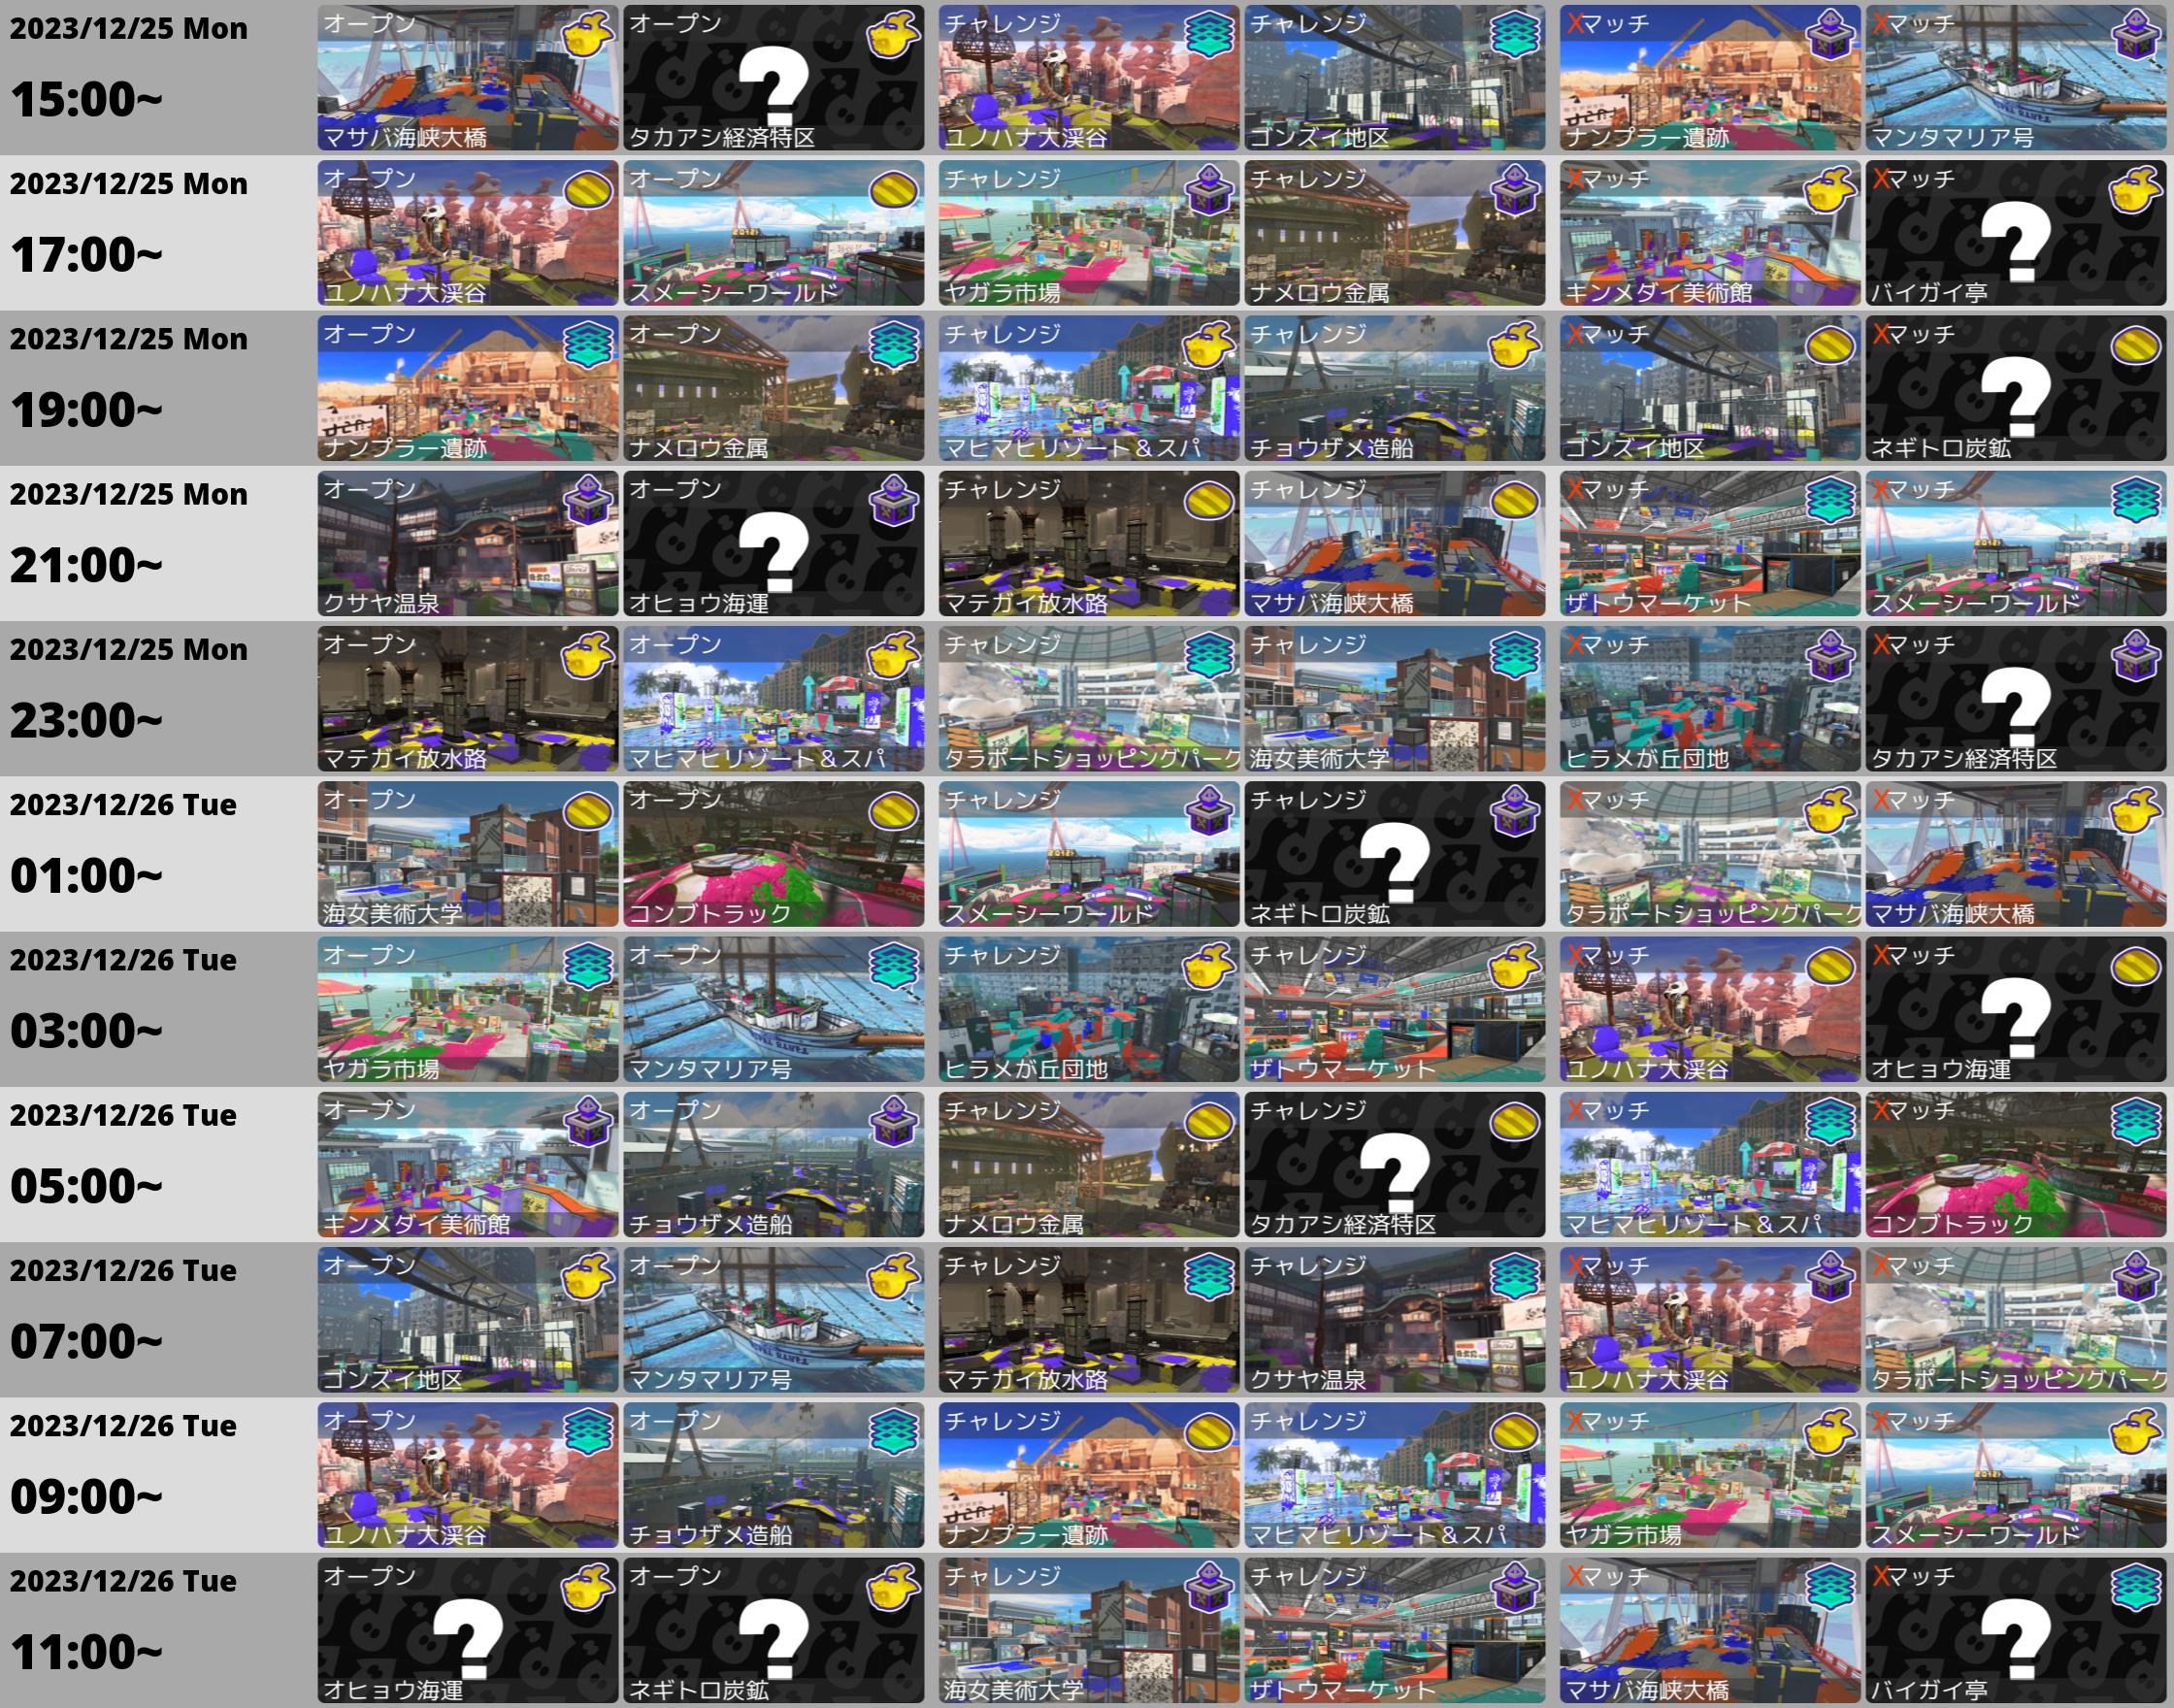 2023/12/25 Mon
15:00~
オープン
マサバ海峡大橋
オープン
タカアシ経済特区
チャレンジ
ユノハナ大渓谷
チャレンジ
ゴンズイ地区
Xマッチ
ナンプラー遺跡
Xマッチ
マンタマリア号
2023/12/25 Mon
17:00~
オープン
ユノハナ大渓谷
オープン
スメーシーワールド
チャレンジ
ヤガラ市場
チャレンジ
ナメロウ金属
Xマッチ
キンメダイ美術館
Xマッチ
バイガイ亭
2023/12/25 Mon
19:00~
オープン
ナンプラー遺跡
オープン
ナメロウ金属
チャレンジ
マヒマヒリゾート&スパ
チャレンジ
チョウザメ造船
Xマッチ
ゴンズイ地区
Xマッチ
ネギトロ炭鉱
2023/12/25 Mon
21:00~
オープン
クサヤ温泉
オープン
オヒョウ海運
チャレンジ
マテガイ放水路
チャレンジ
マサバ海峡大橋
Xマッチ
ザトウマーケット
Xマッチ
スメーシーワールド
2023/12/25 Mon
23:00~
オープン
マテガイ放水路
オープン
マヒマヒリゾート&スパ
チャレンジ
タラポートショッピングパーク
チャレンジ
海女美術大学
Xマッチ
ヒラメが丘団地
Xマッチ
タカアシ経済特区
2023/12/26 Tue
01:00~
オープン
海女美術大学
オープン
コンブトラック
チャレンジ
スメーシーワールド
チャレンジ
ネギトロ炭鉱
Xマッチ
タラポートショッピングパーク
Xマッチ
マサバ海峡大橋
2023/12/26 Tue
03:00~
オープン
ヤガラ市場
オープン
マンタマリア号
チャレンジ
ヒラメが丘団地
チャレンジ
ザトウマーケット
Xマッチ
ユノハナ大渓谷
Xマッチ
オヒョウ海運
2023/12/26 Tue
05:00~
オープン
キンメダイ美術館
オープン
チョウザメ造船
チャレンジ
ナメロウ金属
チャレンジ
タカアシ経済特区
Xマッチ
マヒマヒリゾート&スパ
Xマッチ
コンブトラック
2023/12/26 Tue
07:00~
オープン
ゴンズイ地区
オープン
マンタマリア号
チャレンジ
マテガイ放水路
チャレンジ
クサヤ温泉
Xマッチ
ユノハナ大渓谷
Xマッチ
タラポートショッピングパーク
2023/12/26 Tue
09:00~
オープン
ユノハナ大渓谷
オープン
チョウザメ造船
チャレンジ
ナンプラー遺跡
チャレンジ
マヒマヒリゾート&スパ
Xマッチ
ヤガラ市場
Xマッチ
スメーシーワールド
2023/12/26 Tue
11:00~
オープン
オヒョウ海運
オープン
ネギトロ炭鉱
チャレンジ
海女美術大学
チャレンジ
ザトウマーケット
Xマッチ
マサバ海峡大橋
Xマッチ
バイガイ亭